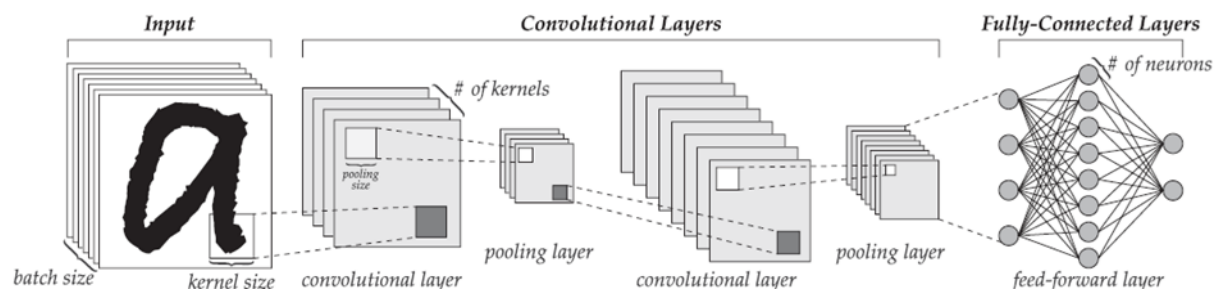 Input
Convolutional Layers
Fully-Connected Layers
# of kernels
# of neurons
pooling
size
batch size
kernel size
convolutional layer
pooling layer
convolutional layer
pooling layer
feed-forward layer